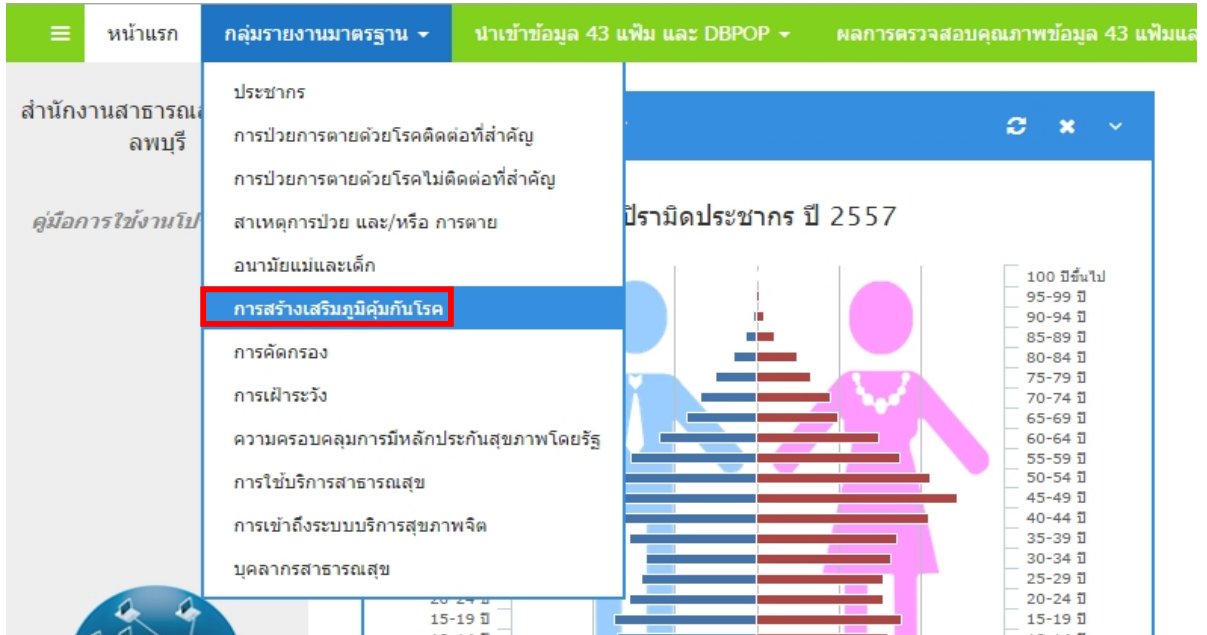 หน้าแรก
กลุ่มรายงานมาตรฐาน
นำเข้าข้อมูล 43 แฟ้ม และ DBPOP
ผลการตรวจสอบคุณภาพข้อมูล 43 แฟ้มแล
สำนักงานสาธารณ
ลพบุรี
คู่มือการใช้งานโป
ประชากร
การป่วยการตายด้วยโรคติดต่อที่สำคัญ
การป่วยการตายด้วยโรคไม่ติดต่อที่สำคัญ
สาเหตุการป่วย และ/หรือ การตาย
อนามัยแม่และเด็ก
การสร้างเสริมภูมิคุ้มกันโรค
การคัดกรอง
การเฝ้าระวัง
ความครอบคลุมการมีหลักประกันสุขภาพโดยรัฐ
การใช้บริการสาธารณสุข
การเข้าถึงระบบบริการสุขภาพจิต
บุคลากรสาธารณสุข
ปิรามิดประชากร ปี 2557
100 ปีขึ้นไป
95-99 ปี
90-94 ปี
85-89 ปี
80-84 ปี
75-79 ปี
70-74 ปี
65-69 ปี
60-64 ปี
55-59 ปี
50-54 ปี
45-49 ปี
40-44 ปี
35-39 ปี
30-34 ปี
25-29 ปี
20-24 ปี
15-19 ปี
20-24 ปี
15-19 ปี